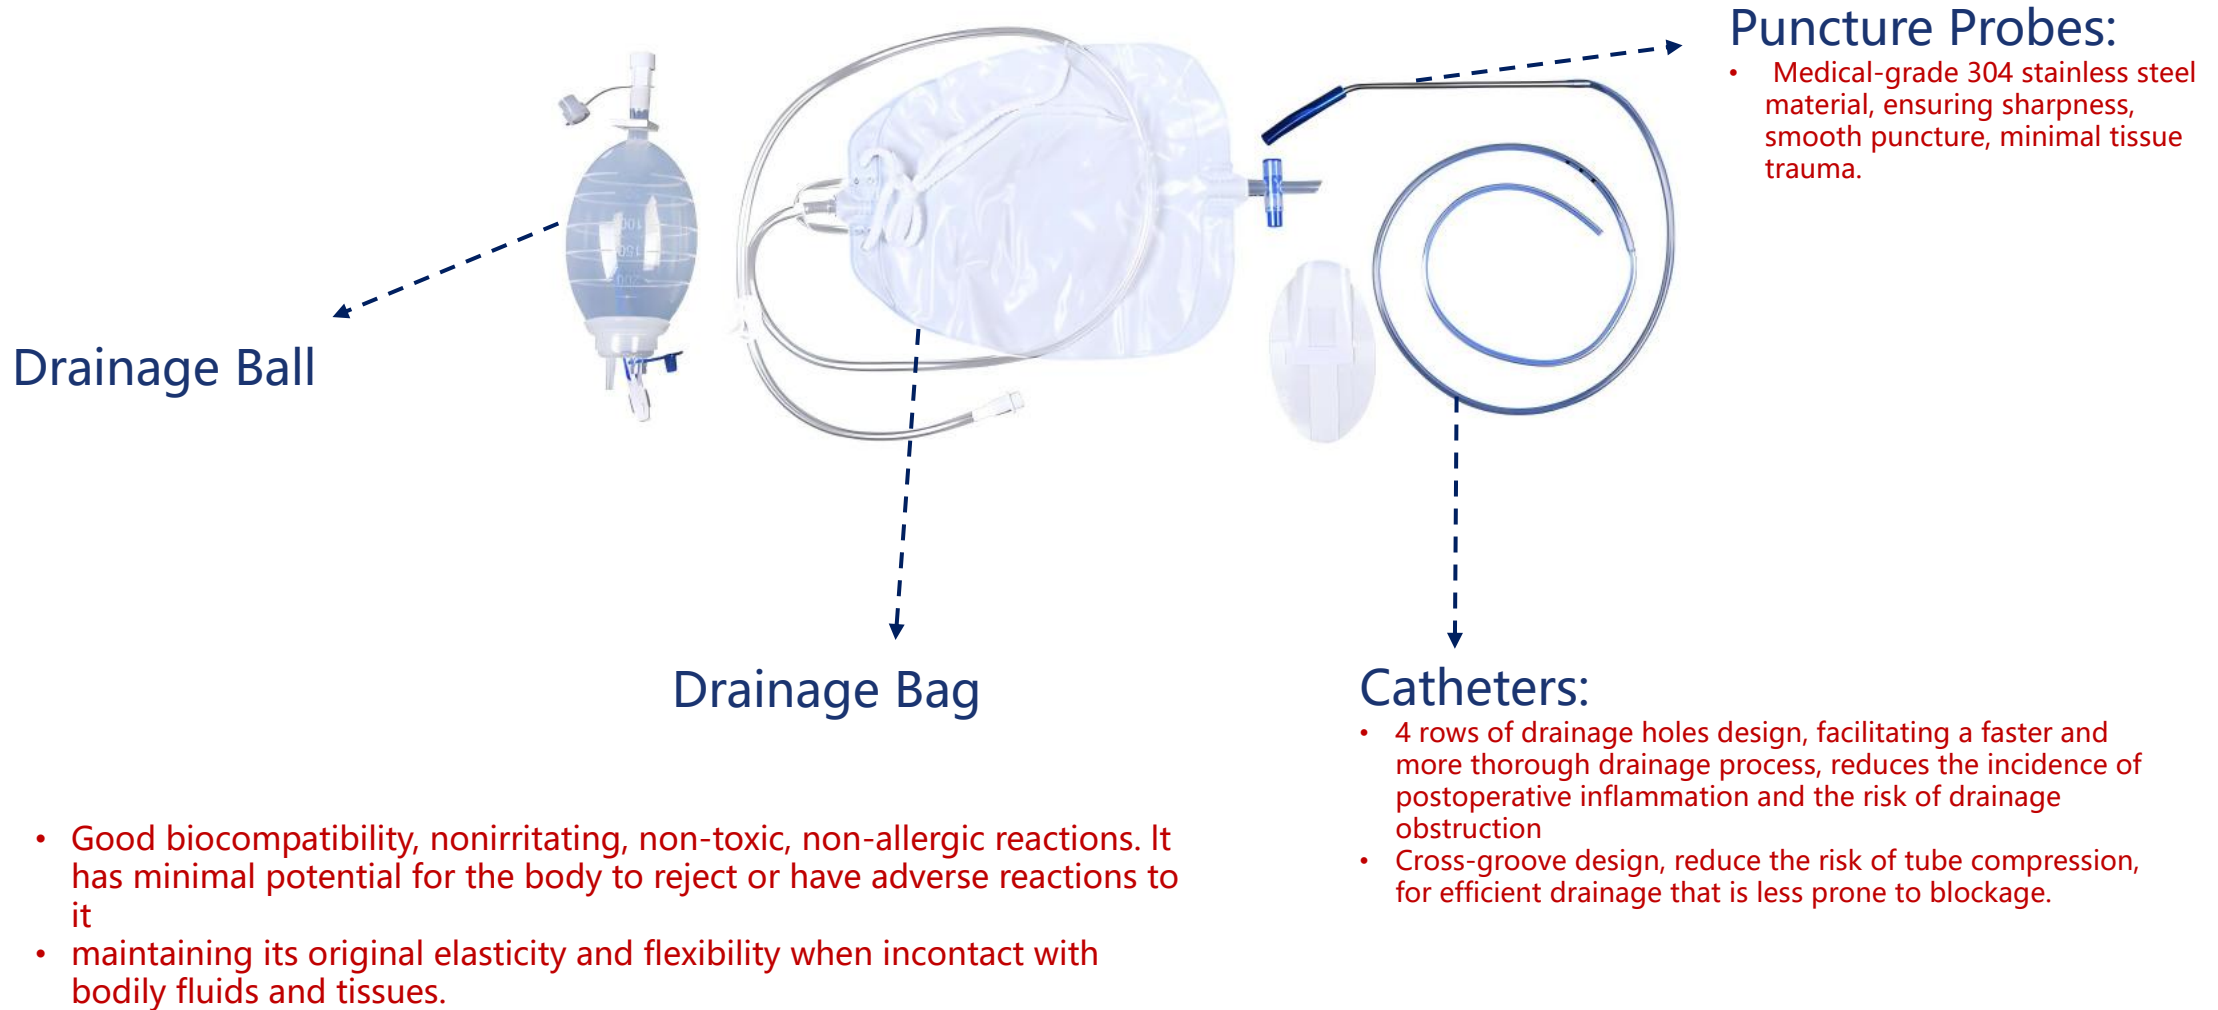 Puncture Probes:
• Medical-grade 304 stainless steel
material, ensuring sharpness,
smooth puncture, minimal tissue
trauma.
100
150
200
Drainage Ball
Drainage Bag
Catheters:
• 4 rows of drainage holes design, facilitating a faster and
more thorough drainage process, reduces the incidence of
postoperative inflammation and the risk of drainage
obstruction
• Cross-groove design, reduce the risk of tube compression,
for efficient drainage that is less prone to blockage.
• Good biocompatibility, nonirritating, non-toxic, non-allergic reactions. It
has minimal potential for the body to reject or have adverse reactions to
it
• maintaining its original elasticity and flexibility when incontact with
bodily fluids and tissues.